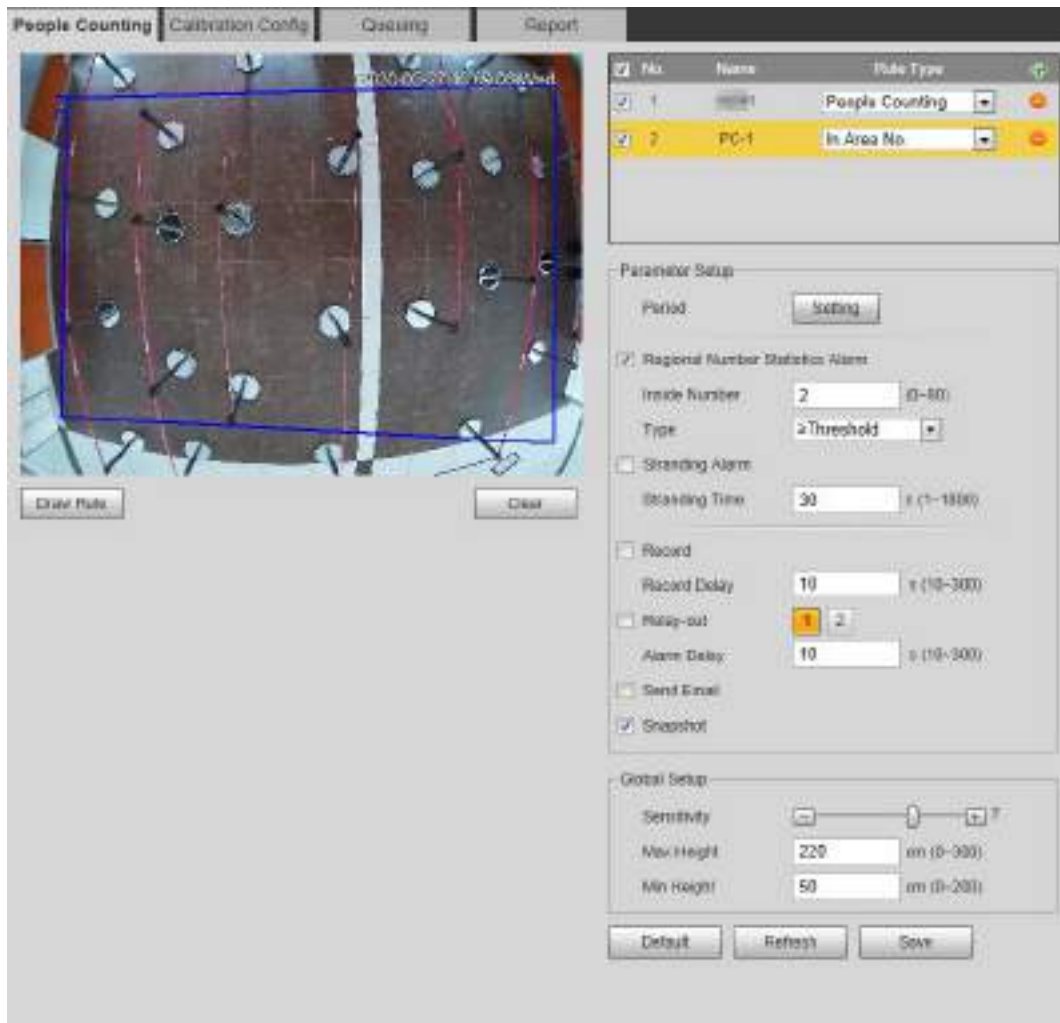 People Counting Calibration Config Queuing Report
No. Name Rule Type
1 People Counting
2 PC-1 In Area No.
Parameter Setup
Period Setting
Regional Number Statistics Alarm
Inside Number 2 (0~80)
Type ≥Threshold
Stranding Alarm
Stranding Time 30 s (1~1800)
Record
Record Delay 10 s (10~300)
Relay-out 1 2
Alarm Delay 10 s (10~300)
Send Email
Snapshot
Draw Rule Clear
Global Setup
Sensitivity 7
Max Height 220 cm (0~300)
Min Height 50 cm (0~200)
Default Refresh Save